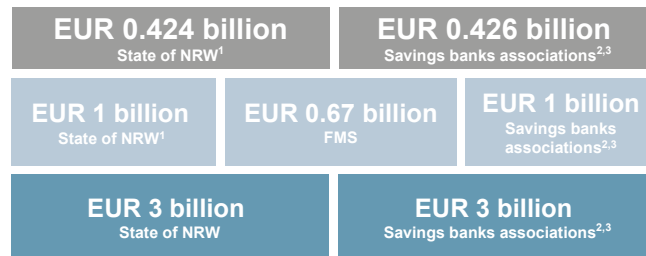 EUR 0.424 billion
State of NRW¹
EUR 0.426 billion
Savings banks associations²,³
EUR 1 billion
State of NRW¹
EUR 0.67 billion
FMS
EUR 1 billion
Savings banks
associations²,³
EUR 3 billion
State of NRW
EUR 3 billion
Savings banks associations²,³